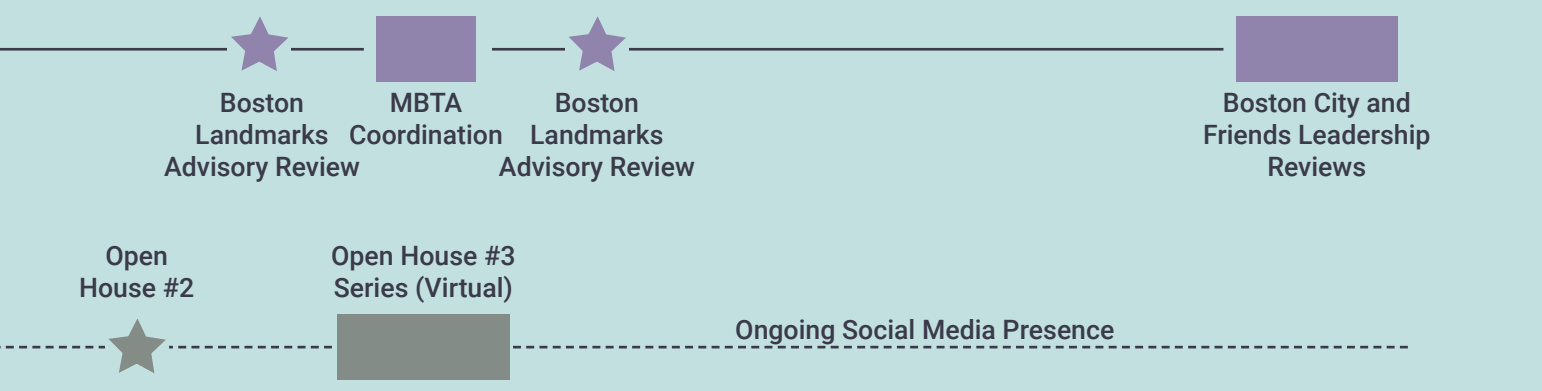 Boston
Landmarks
Advisory Review
MBTA
Coordination
Boston
Landmarks
Advisory Review
Boston City and
Friends Leadership
Reviews
Open
House #2
Open House #3
Series (Virtual)
Ongoing Social Media Presence